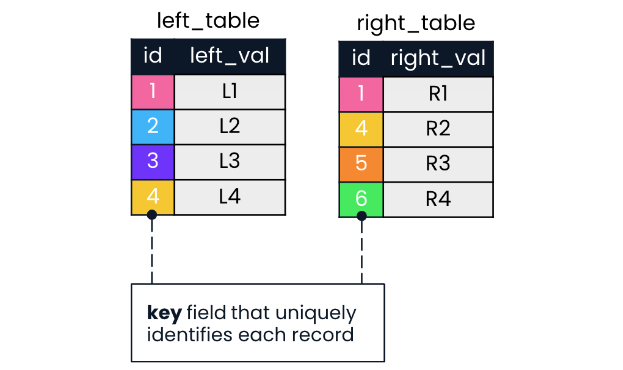 left_table
right_table
id left_val
1 L1
2 L2
3 L3
4 L4
id right_val
1 R1
4 R2
5 R3
6 R4
key field that uniquely
identifies each record